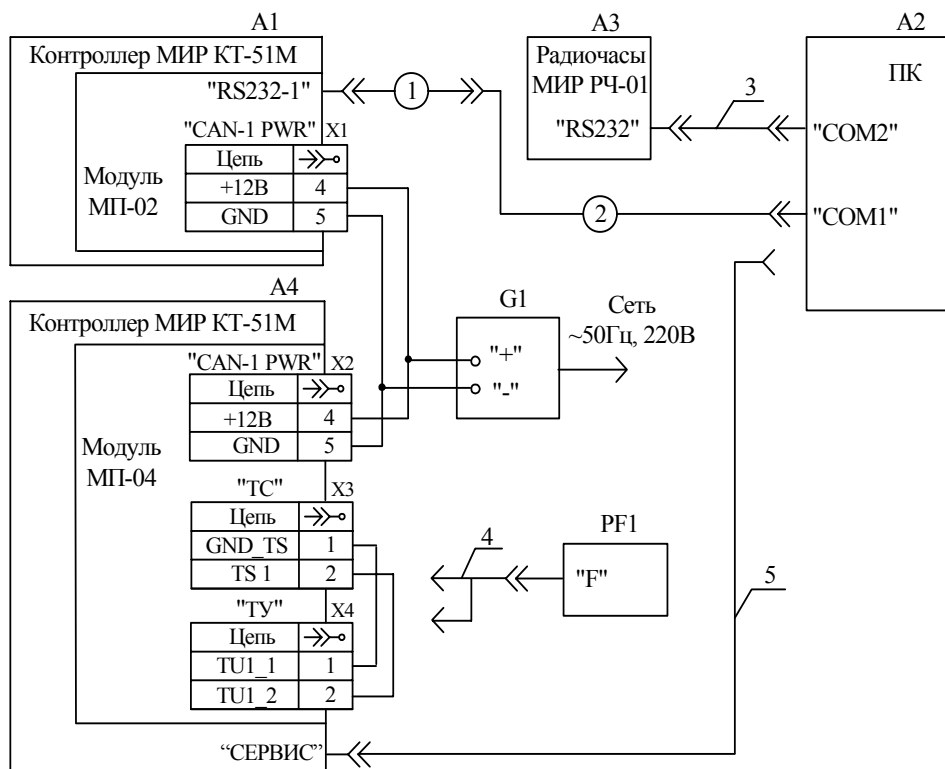 A1
Контроллер МИР КТ-51М
"RS232-1"
1
"CAN-1 PWR"
X1
Цепь
+12В
4
GND
5
Модуль
МП-02
A3
Радиочасы
МИР РЧ-01
"RS232"
3
A2
ПК
"COM2"
2
"COM1"
A4
Контроллер МИР КТ-51М
"CAN-1 PWR"
X2
Цепь
+12В
4
GND
5
Модуль
МП-04
G1
"+"
"-"
Сеть
~50Гц, 220В
"ТС"
X3
Цепь
GND_TS
1
TS 1
2
"ТУ"
X4
Цепь
TU1_1
1
TU1_2
2
4
PF1
"F"
5
“СЕРВИС”